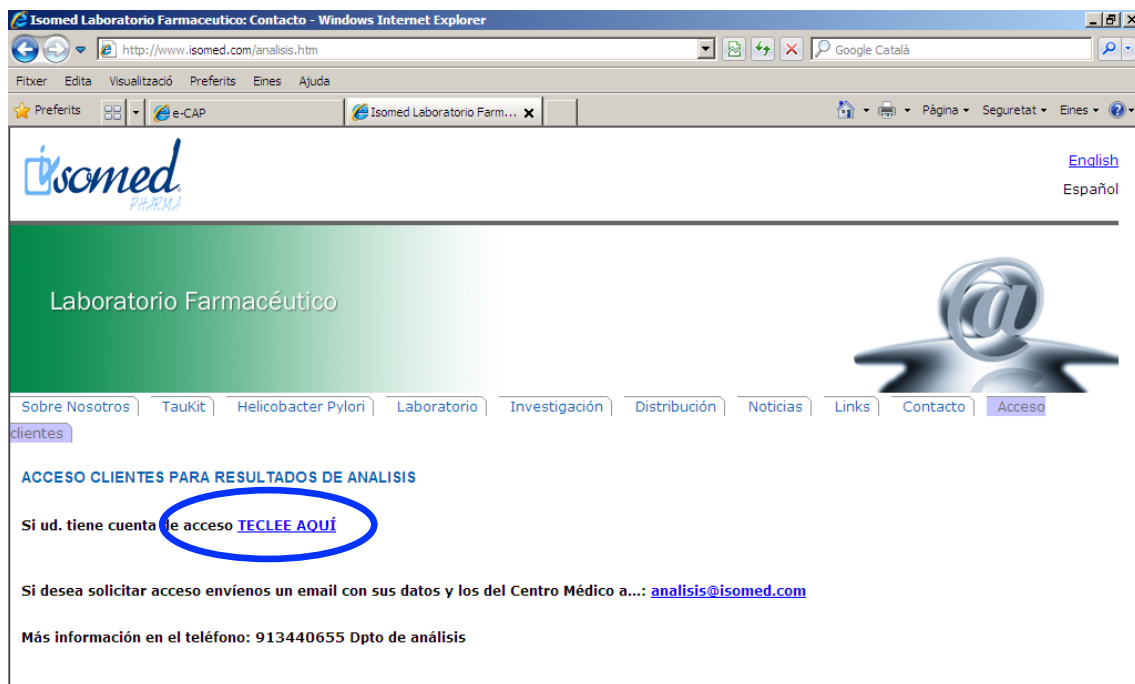 Isomed Laboratorio Farmaceutico: Contacto - Windows Internet Explorer
http://www.isomed.com/analisis.htm
Google Català
Fitxer Edita Visualització Preferits Eines Ajuda
Preferits e-CAP Isomed Laboratorio Farm... Pàgina Seguretat Eines
isomed
PHARMA
English
Español
Laboratorio Farmacéutico
Sobre Nosotros TauKit Helicobacter Pylori Laboratorio Investigación Distribución Noticias Links Contacto Acceso
clientes
ACCESO CLIENTES PARA RESULTADOS DE ANALISIS
Si ud. tiene cuenta de acceso TECLEE AQUÍ
Si desea solicitar acceso envíenos un email con sus datos y los del Centro Médico a...: analisis@isomed.com
Más información en el teléfono: 913440655 Dpto de análisis